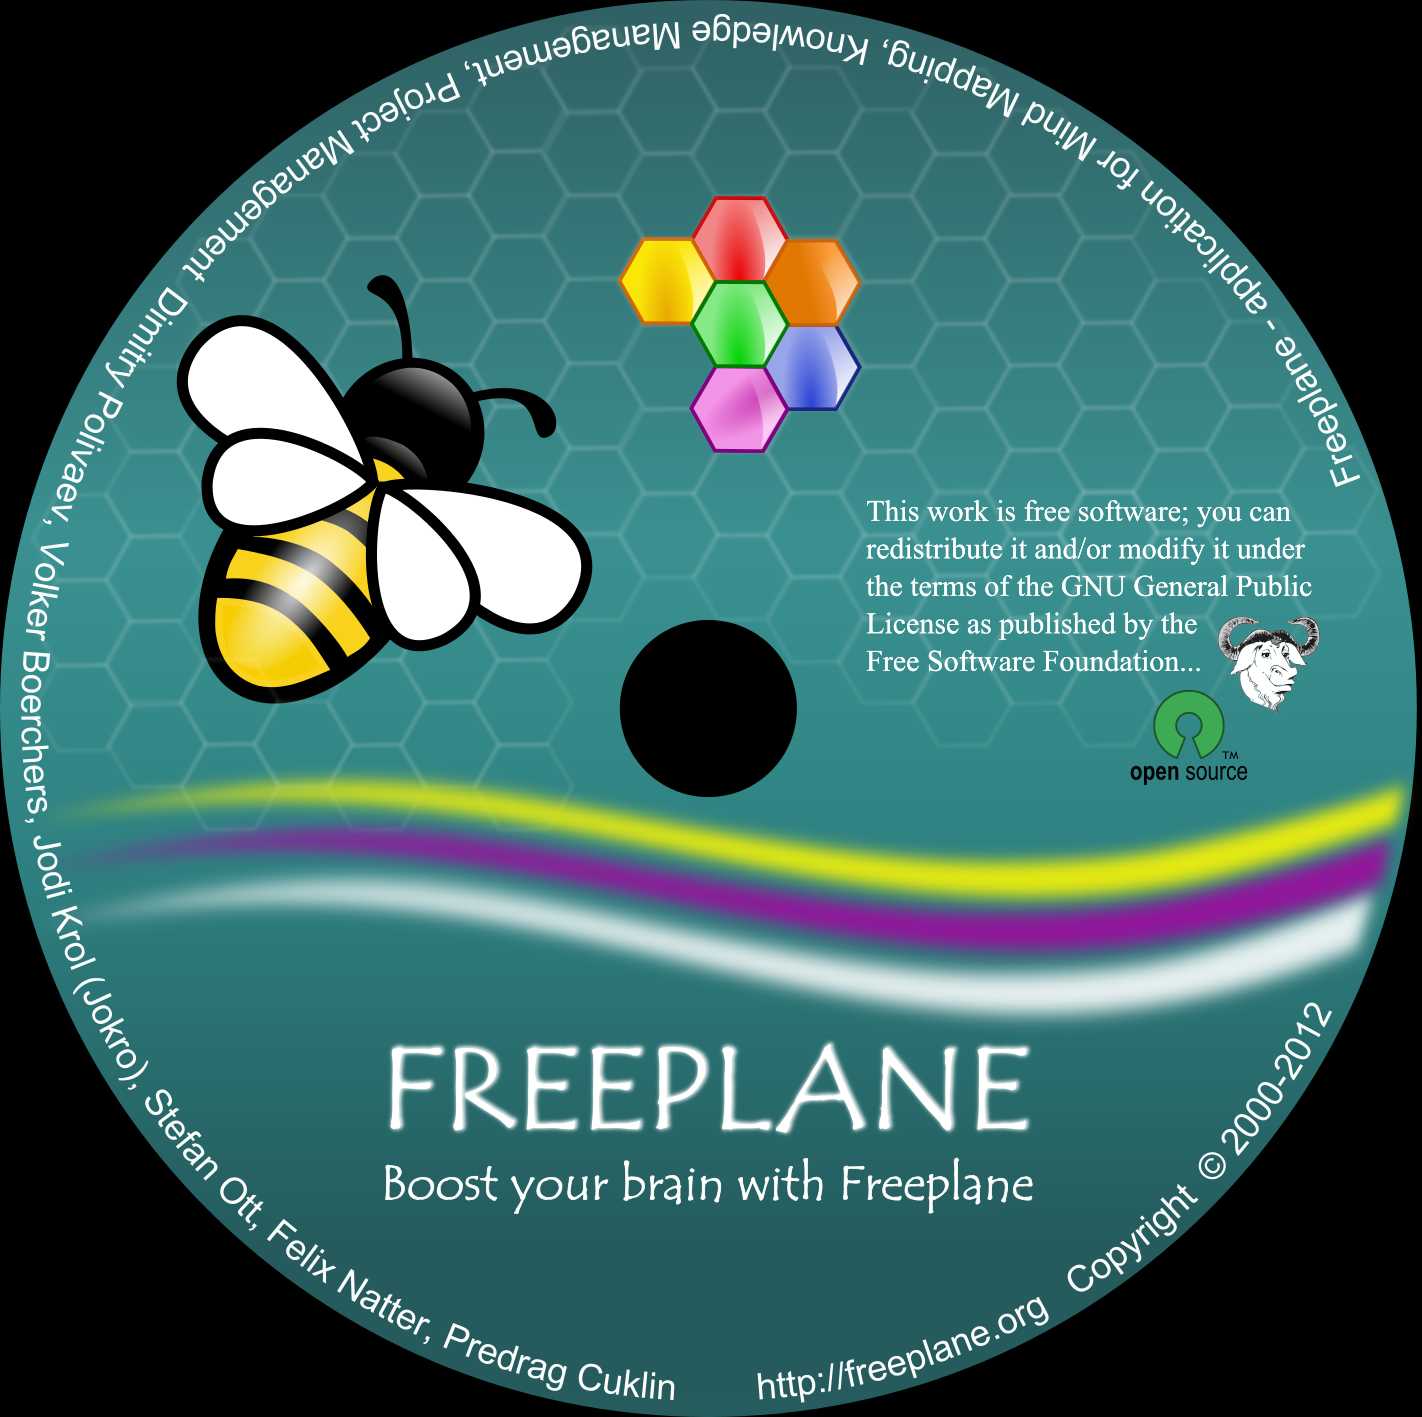 Freeplane - application for Mind Mapping, Knowledge Management, Project Management  Dimitry Polivaev, Volker Boerchers, Jodi Krol (Jokro), Stefan Ott, Felix Natter, Predrag Cuklin
http://freeplane.org
Copyright © 2000-2012
This work is free software; you can
redistribute it and/or modify it under
the terms of the GNU General Public
License as published by the
Free Software Foundation...
open source™
FREEPLANE
Boost your brain with Freeplane